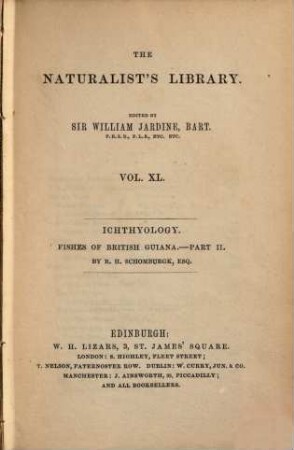 THE
NATURALIST'S LIBRARY.
EDITED BY
SIR WILLIAM JARDINE, BART.
F.R.S.E., F.L.S., ETC. ETC.
VOL. XL.
ICHTHYOLOGY.
FISHES OF BRITISH GUIANA.—PART II.
BY R. H. SCHOMBURGK, ESQ.
EDINBURGH:
W. H. LIZARS, 3, ST. JAMES' SQUARE.
LONDON: S. HIGHLEY, FLEET STREET;
T. NELSON, PATERNOSTER ROW. DUBLIN: W. CURRY, JUN. & CO.
MANCHESTER: J. AINSWORTH, 93, PICCADILLY;
AND ALL BOOKSELLERS.